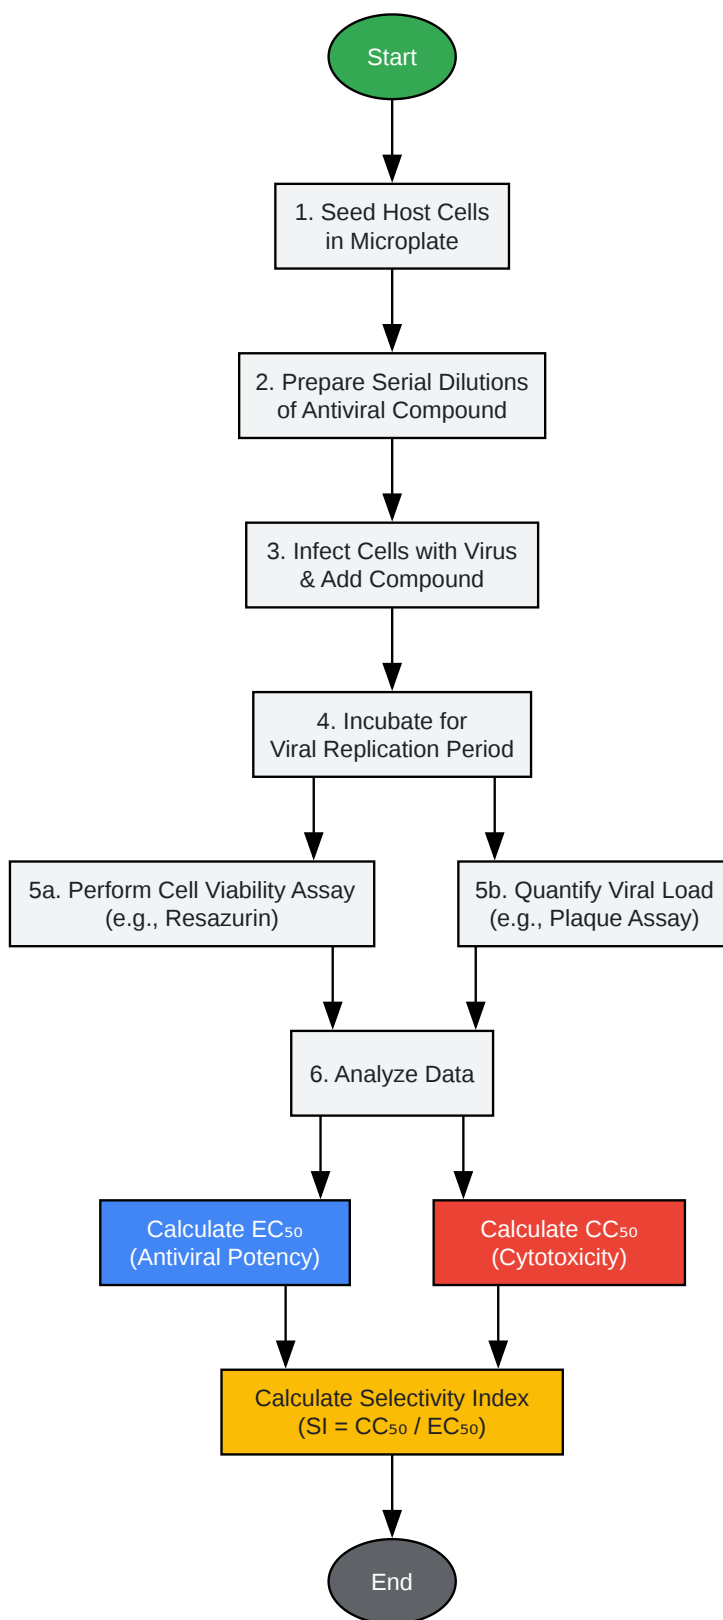 Start
1. Seed Host Cells
in Microplate
2. Prepare Serial Dilutions
of Antiviral Compound
3. Infect Cells with Virus
& Add Compound
4. Incubate for
Viral Replication Period
5a. Perform Cell Viability Assay
(e.g., Resazurin)
5b. Quantify Viral Load
(e.g., Plaque Assay)
6. Analyze Data
Calculate EC₅₀
(Antiviral Potency)
Calculate CC₅₀
(Cytotoxicity)
Calculate Selectivity Index
(SI = CC₅₀ / EC₅₀)
End